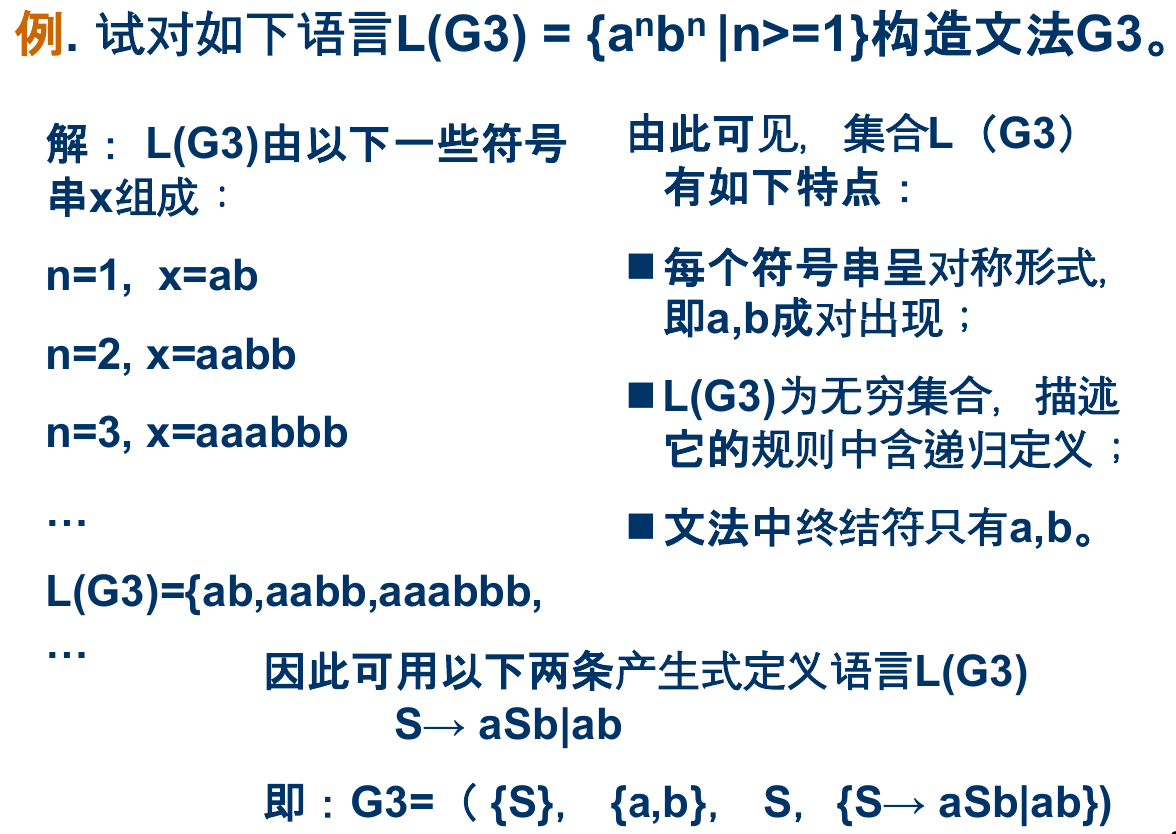 例. 试对如下语言L(G3) = {aⁿbⁿ |n>=1}构造文法G3。
解： L(G3)由以下一些符号
串x组成：
n=1, x=ab
n=2, x=aabb
n=3, x=aaabbb
…
L(G3)={ab,aabb,aaabbb,
…
由此可见, 集合L（G3）
有如下特点：
■ 每个符号串呈对称形式,
即a,b成对出现；
■ L(G3)为无穷集合, 描述
它的规则中含递归定义；
■ 文法中终结符只有a,b。
因此可用以下两条产生式定义语言L(G3)
S→ aSb|ab
即：G3=（ {S}, {a,b}, S, {S→ aSb|ab})